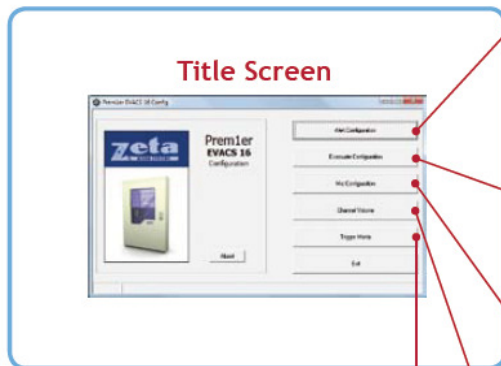 Title Screen
Premier EVACS 16 Config
Zeta
Prem1er
EVACS 16
Configuration
About
Alert Configuration
Evacuate Configuration
Mic Configuration
Channel Volume
Trigger Mode
Exit